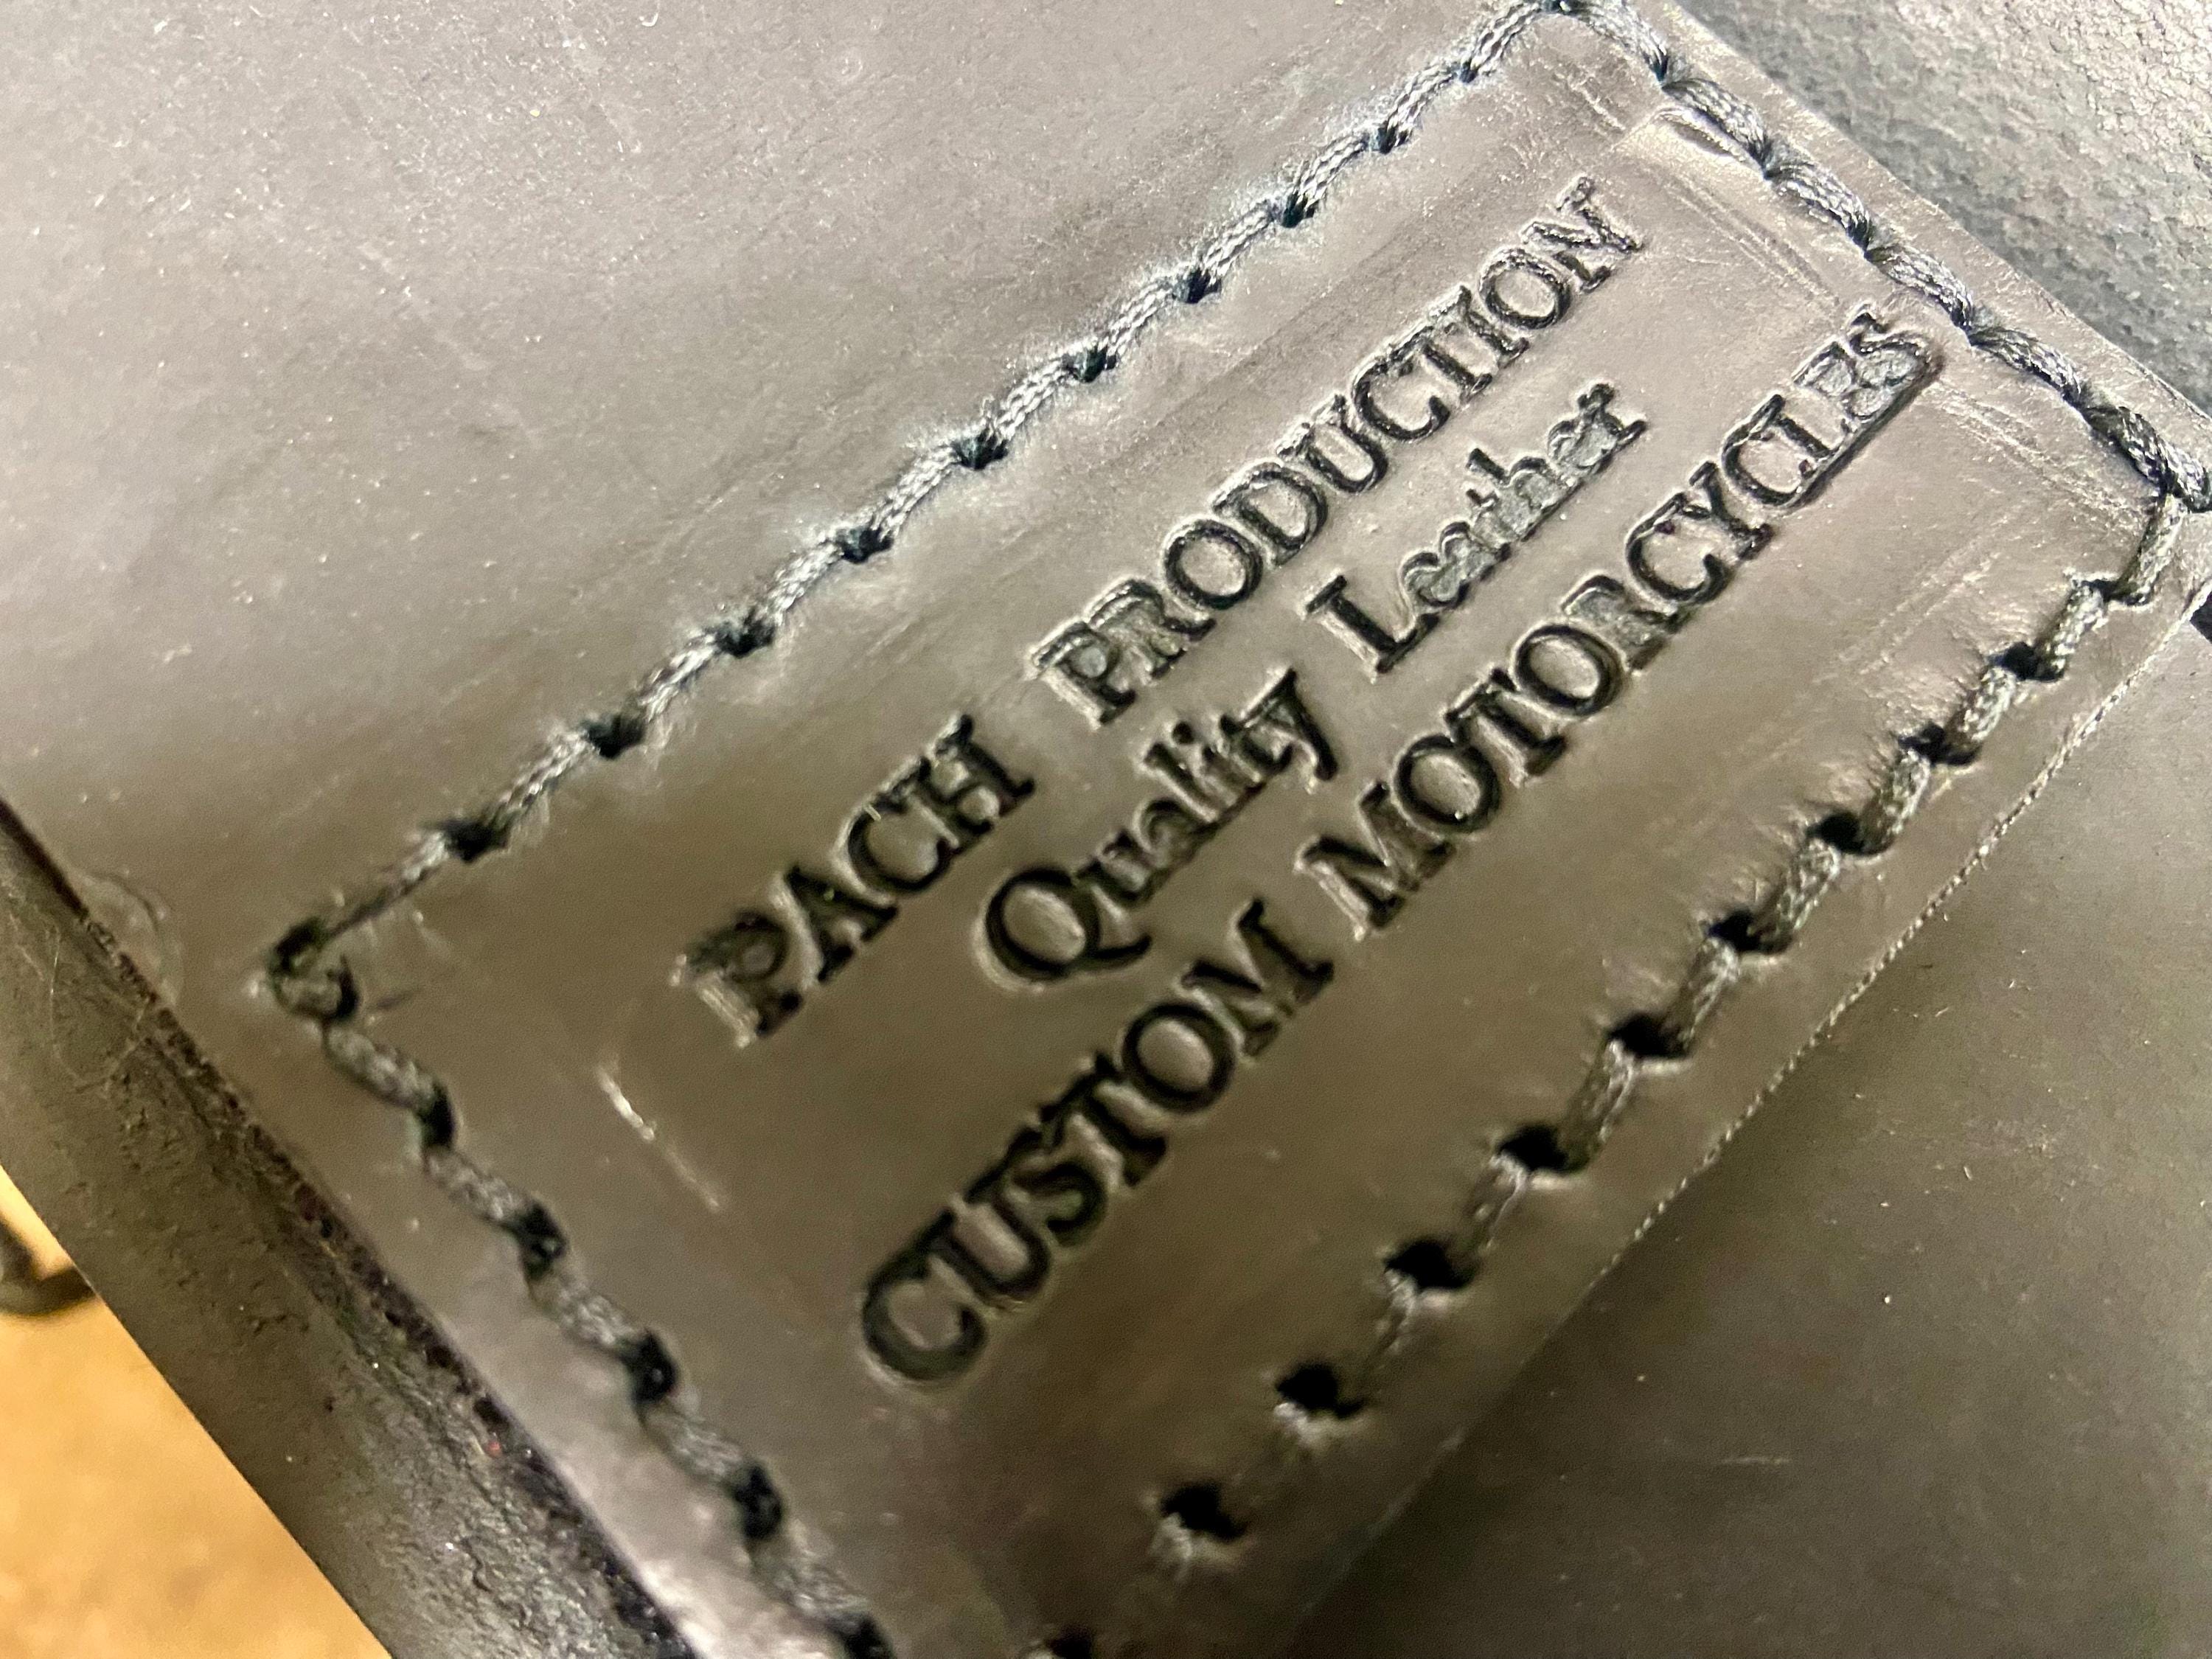 PACH PRODUCTION
Quality Leather
CUSTOM MOTORCYCLES